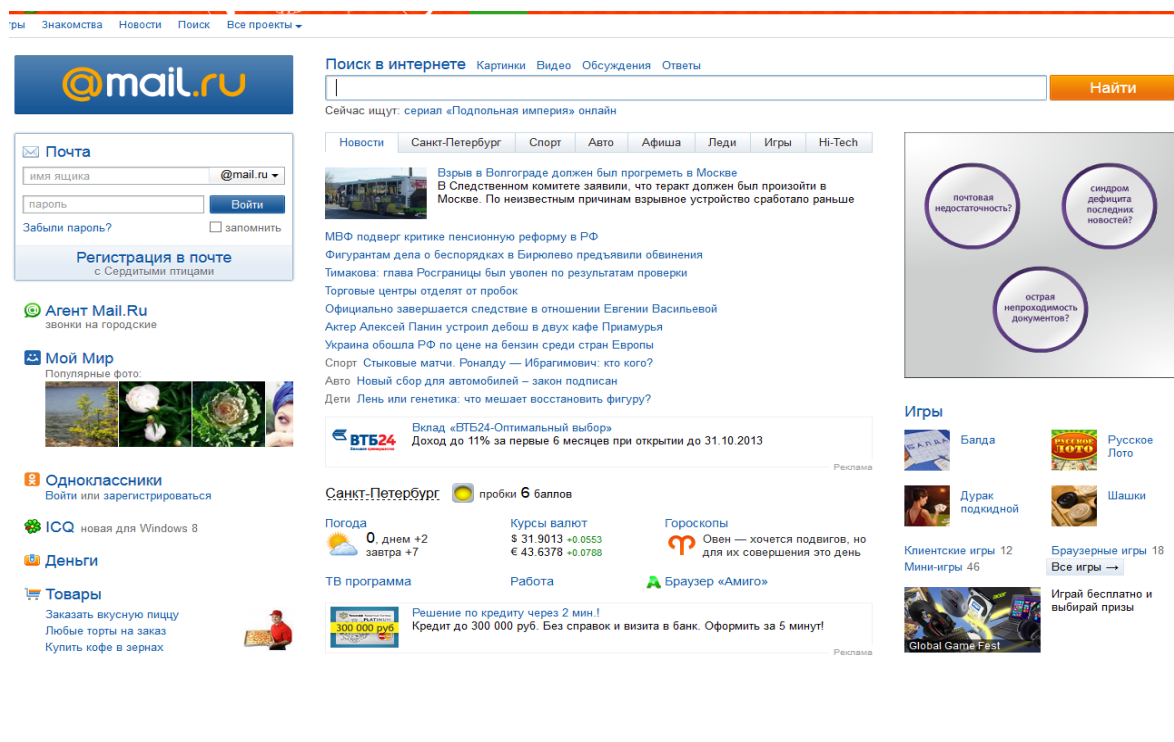 Знакомства Новости Поиск Все проекты
@mail.ru
Поиск в интернете Картинки Видео Обсуждения Ответы
Найти
Сейчас ищут: сериал «Подпольная империя» онлайн
Почта
имя ящика @mail.ru
пароль Войти
Забыли пароль? запомнить
Регистрация в почте
с Сердитыми птицами
Агент Mail.Ru
звонки на городские
Мой Мир
Популярные фото:
Одноклассники
Войти или зарегистрироваться
ICQ новая для Windows 8
Деньги
Товары
Заказать вкусную пиццу
Любые торты на заказ
Купить кофе в зернах
Новости Санкт-Петербург Спорт Авто Афиша Леди Игры Hi-Tech
Взрыв в Волгограде должен был прогреметь в Москве
В Следственном комитете заявили, что теракт должен был произойти в
Москве. По неизвестным причинам взрывное устройство сработало раньше
МВФ подверг критике пенсионную реформу в РФ
Фигурантам дела о беспорядках в Бирюлево предъявили обвинения
Тимакова: глава Росграницы был уволен по результатам проверки
Торговые центры отделят от пробок
Официально завершается следствие в отношении Евгении Васильевой
Актер Алексей Панин устроил дебош в двух кафе Приамурья
Украина обошла РФ по цене на бензин среди стран Европы
Спорт Стыковые матчи. Роналду — Ибрагимович: кто кого?
Авто Новый сбор для автомобилей – закон подписан
Дети Лень или генетика: что мешает восстановить фигуру?
ВТБ24
Вклад «ВТБ24-Оптимальный выбор»
Доход до 11% за первые 6 месяцев при открытии до 31.10.2013
Реклама
Санкт-Петербург пробки 6 баллов
Погода
0, днем +2
завтра +7
Курсы валют
$ 31.9013 +0.0553
€ 43.6378 +0.0788
Гороскопы
Овен — хочется подвигов, но
для их совершения это день
ТВ программа Работа Браузер «Амиго»
300 000 руб
Решение по кредиту через 2 мин.!
Кредит до 300 000 руб. Без справок и визита в банк. Оформить за 5 минут!
Реклама
почтовая
недостаточность?
синдром
дефицита
последних
новостей?
острая
непроходимость
документов?
Игры
БАЛДА
Балда
РУССКОЕ
ЛОТО
Русское
Лото
Дурак
подкидной
Шашки
Клиентские игры 12 Браузерные игры 18
Мини-игры 46 Все игры →
Global Game Fest
Играй бесплатно и
выбирай призы